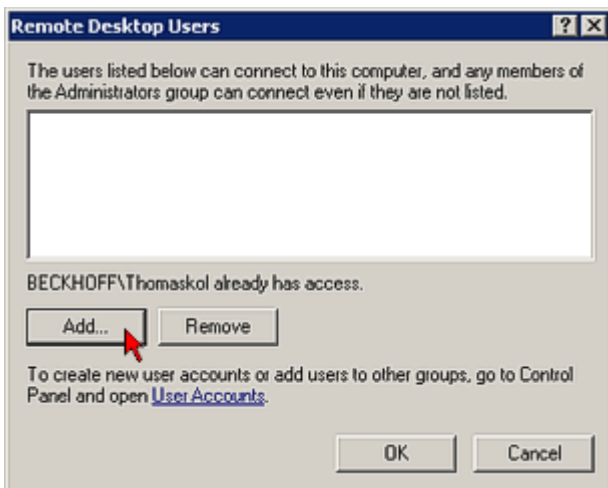 Remote Desktop Users
The users listed below can connect to this computer, and any members of
the Administrators group can connect even if they are not listed.
BECKHOFF\Thomaskol already has access.
Add...
Remove
To create new user accounts or add users to other groups, go to Control
Panel and open User Accounts.
OK
Cancel